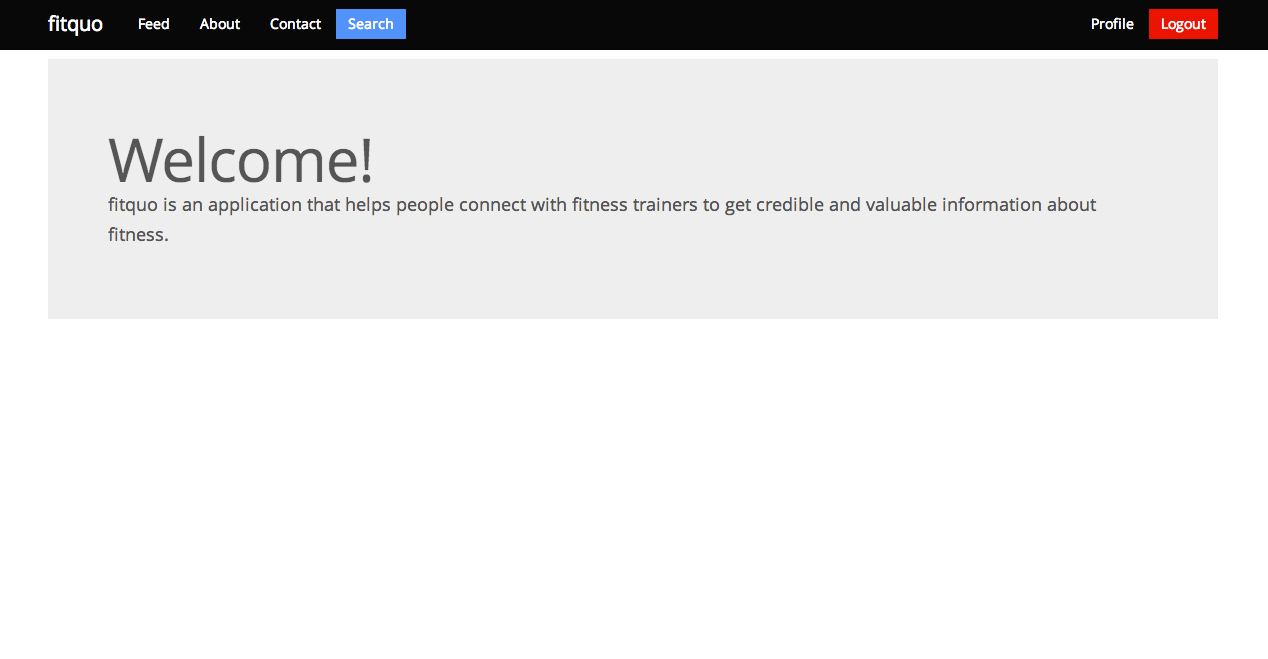 fitquo Feed About Contact Search Profile Logout
Welcome!
fitquo is an application that helps people connect with fitness trainers to get credible and valuable information about
fitness.